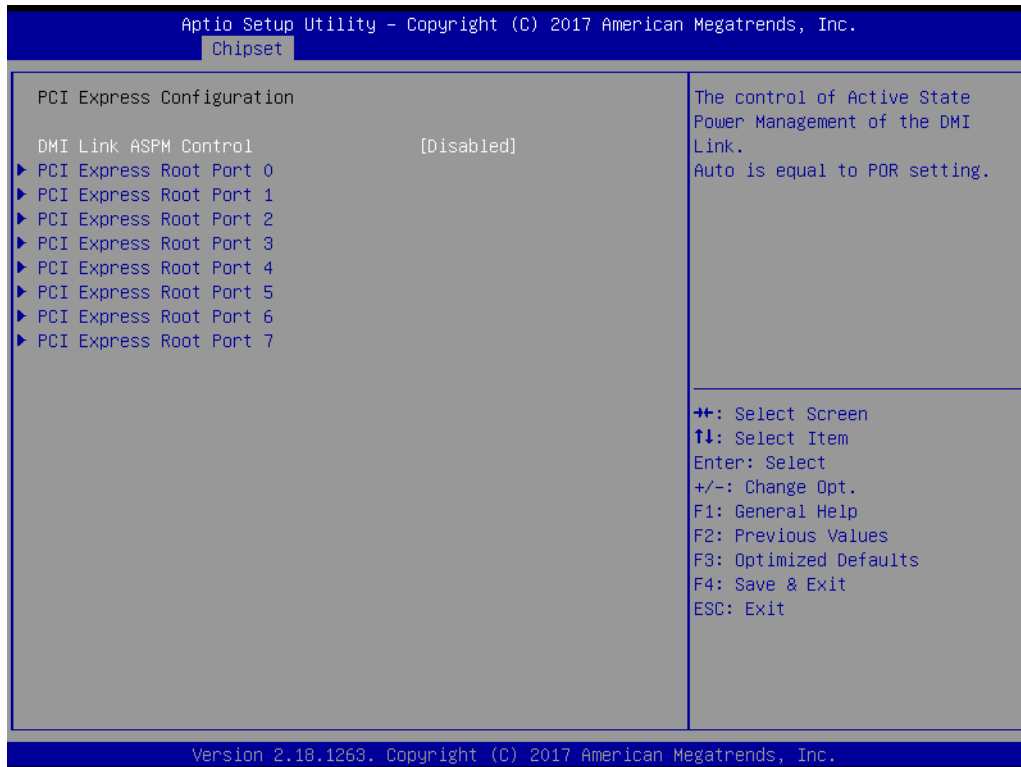 Aptio Setup Utility – Copyright (C) 2017 American Megatrends, Inc.
Chipset
PCI Express Configuration
DMI Link ASPM Control [Disabled]
▶ PCI Express Root Port 0
▶ PCI Express Root Port 1
▶ PCI Express Root Port 2
▶ PCI Express Root Port 3
▶ PCI Express Root Port 4
▶ PCI Express Root Port 5
▶ PCI Express Root Port 6
▶ PCI Express Root Port 7
The control of Active State
Power Management of the DMI
Link.
Auto is equal to POR setting.
→←: Select Screen
↑↓: Select Item
Enter: Select
+/-: Change Opt.
F1: General Help
F2: Previous Values
F3: Optimized Defaults
F4: Save & Exit
ESC: Exit
Version 2.18.1263. Copyright (C) 2017 American Megatrends, Inc.